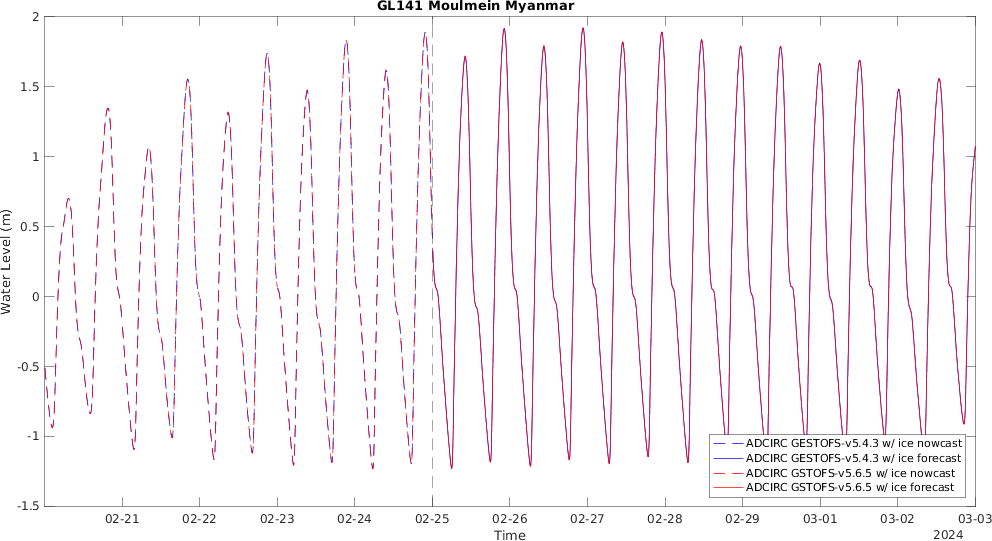 GL141 Moulmein Myanmar
2
1.5
1
0.5
0
-0.5
-1
-1.5
Water Level (m)
ADCIRC GESTOFS-v5.4.3 w/ ice nowcast
ADCIRC GESTOFS-v5.4.3 w/ ice forecast
ADCIRC GSTOFS-v5.6.5 w/ ice nowcast
ADCIRC GSTOFS-v5.6.5 w/ ice forecast
02-21 02-22 02-23 02-24 02-25 02-26 02-27 02-28 02-29 03-01 03-02 03-03
Time
2024